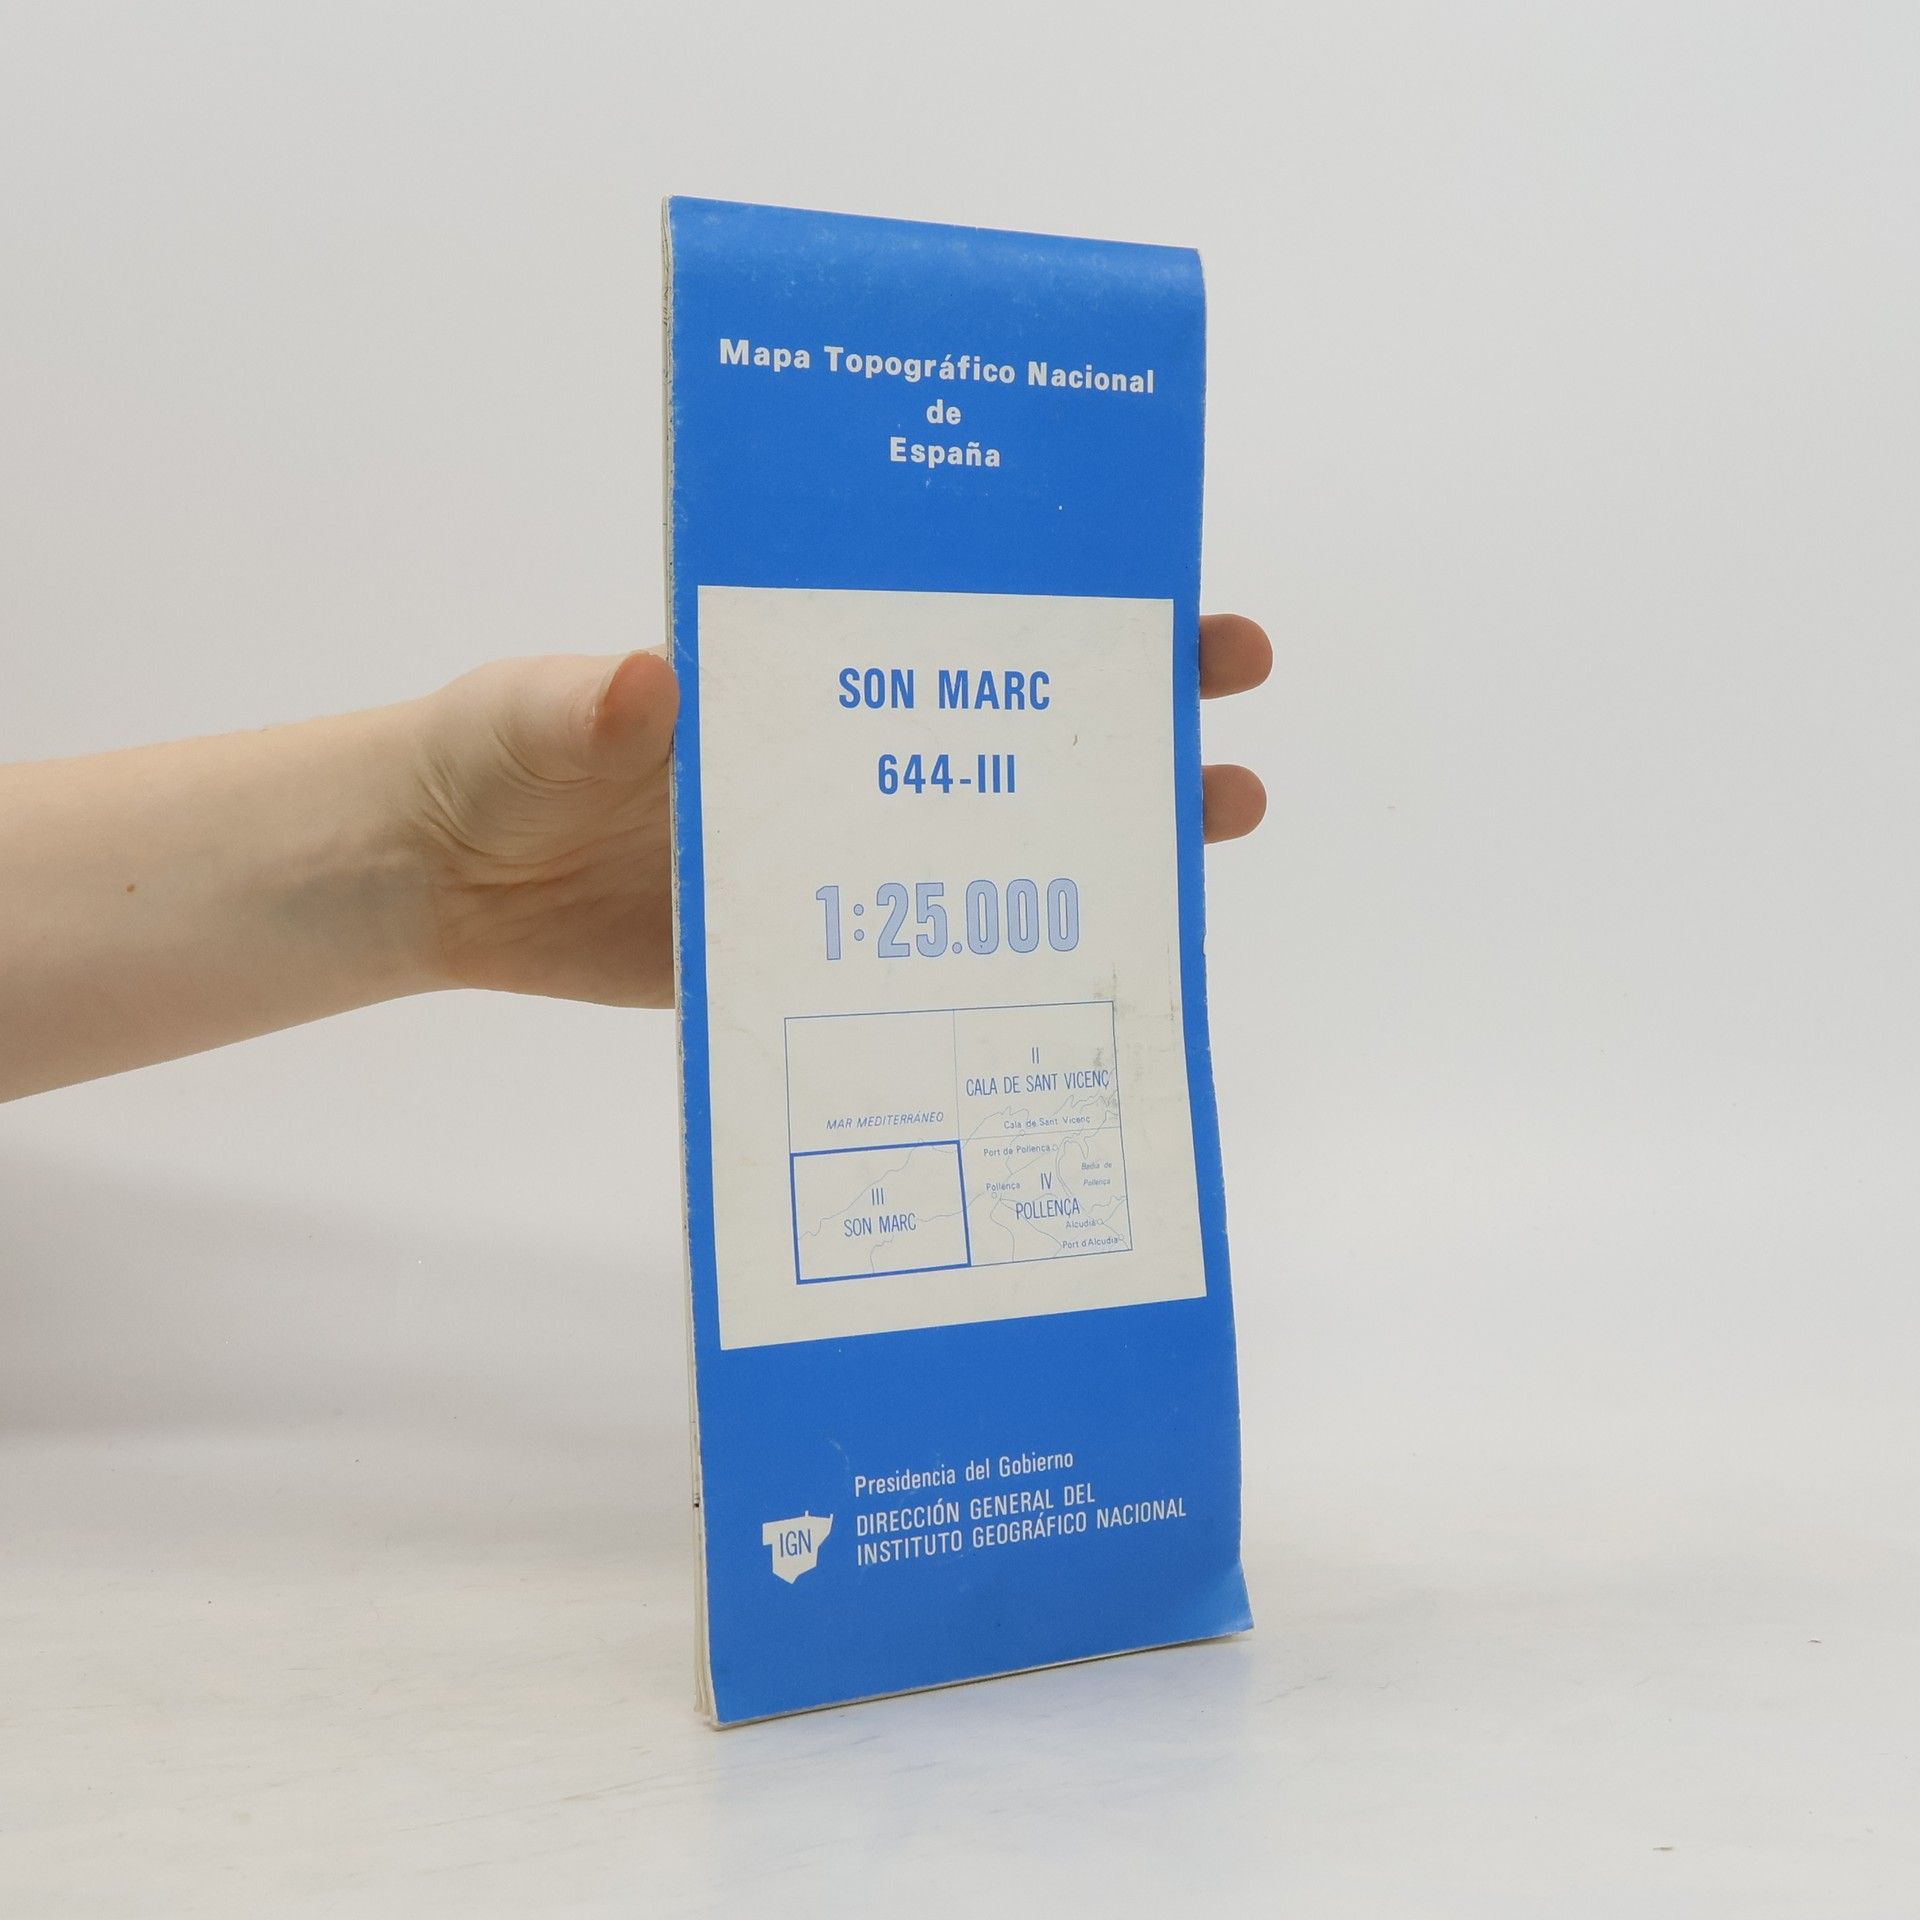 Mapa Topográfico Nacional
de
España
SON MARC
644-III
1:25.000
II
CALA DE SANT VICENÇ
MAR MEDITERRÁNEO
Cala de Sant Vicenç
Port de Pollença
Badia de
Pollença
III
SON MARC
Pollença
IV
POLLENÇA
Alcudia
Port d'Alcudia
Presidencia del Gobierno
DIRECCIÓN GENERAL DEL
INSTITUTO GEOGRÁFICO NACIONAL
IGN